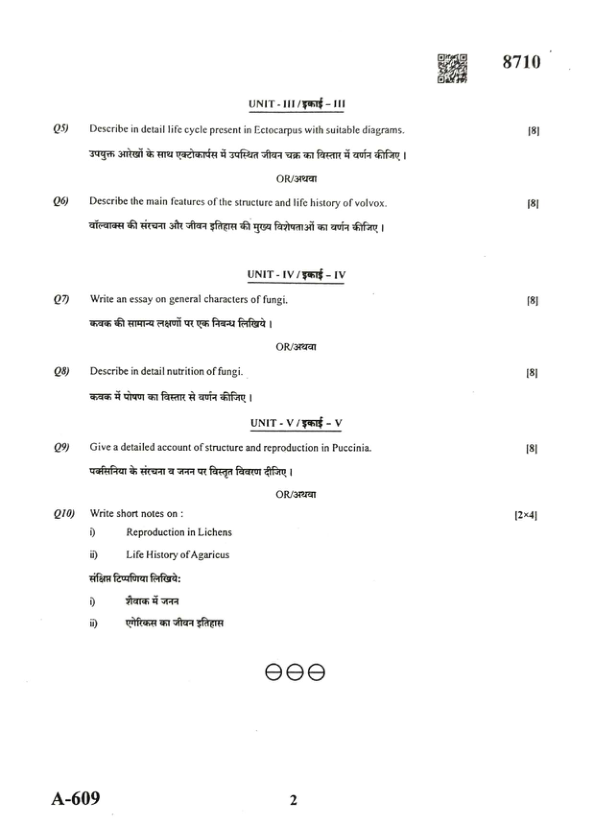 8710
UNIT - III / इकाई - III
Q5) Describe in detail life cycle present in Ectocarpus with suitable diagrams. [8]
उपयुक्त आरेखों के साथ एक्टोकार्पस में उपस्थित जीवन चक्र का विस्तार में वर्णन कीजिए।
OR/अथवा
Q6) Describe the main features of the structure and life history of volvox. [8]
वॉल्वाक्स की संरचना और जीवन इतिहास की मुख्य विशेषताओं का वर्णन कीजिए।
UNIT - IV / इकाई - IV
Q7) Write an essay on general characters of fungi. [8]
कवक की सामान्य लक्षणों पर एक निबन्ध लिखिये।
OR/अथवा
Q8) Describe in detail nutrition of fungi. [8]
कवक में पोषण का विस्तार से वर्णन कीजिए।
UNIT - V / इकाई - V
Q9) Give a detailed account of structure and reproduction in Puccinia. [8]
पक्सिनिया के संरचना व जनन पर विस्तृत विवरण दीजिए।
OR/अथवा
Q10) Write short notes on : [2×4]
i) Reproduction in Lichens
ii) Life History of Agaricus
संक्षिप्त टिप्पणिया लिखिये:
i) शैवाक में जनन
ii) एगेरिकस का जीवन इतिहास
A-609 2